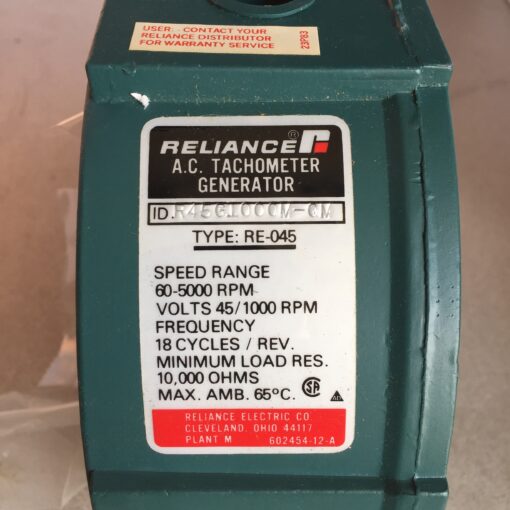 USER: CONTACT YOUR
RELIANCE DISTRIBUTOR
FOR WARRANTY SERVICE
23P83
RELIANCE®
A.C. TACHOMETER
GENERATOR
ID.
TYPE: RE-045
SPEED RANGE
60-5000 RPM
VOLTS 45/1000 RPM
FREQUENCY
18 CYCLES / REV.
MINIMUM LOAD RES.
10,000 OHMS
MAX. AMB. 65°C.
RELIANCE ELECTRIC CO
CLEVELAND, OHIO 44117
PLANT M 602454-12-A